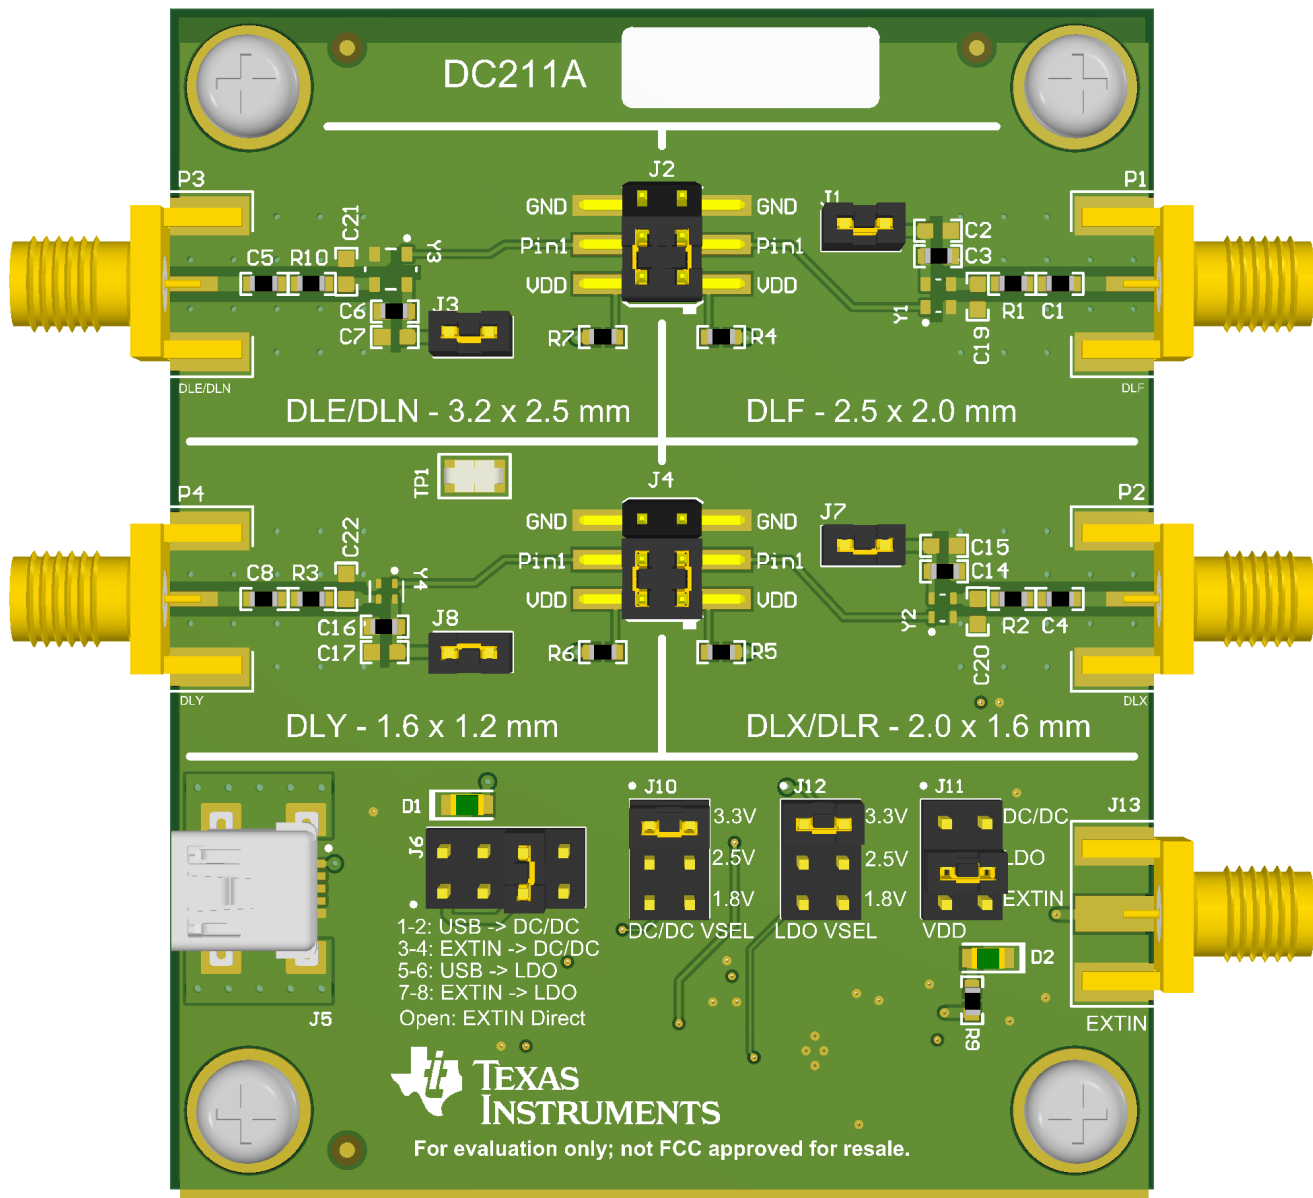 DC211A
J2
P3
P1
GND
GND
J1
C21
Y3
C2
Pin1
Pin1
C3
C5
R10
VDD
VDD
C6
J3
Y1
R1
C1
C7
R7
R4
C19
DLE/DLN
DLF
DLE/DLN - 3.2 x 2.5 mm
DLF - 2.5 x 2.0 mm
TP1
J4
P4
P2
GND
GND
J7
C22
C15
Pin1
Pin1
C14
C8
R3
Y4
VDD
VDD
C16
J8
Y2
R2
C4
C17
R6
R5
C20
DLY
DLX
DLY - 1.6 x 1.2 mm
DLX/DLR - 2.0 x 1.6 mm
J10
J12
J11
D1
J13
3.3V
3.3V
DC/DC
J6
2.5V
2.5V
LDO
1.8V
1.8V
EXTIN
DC/DC VSEL
LDO VSEL
VDD
1-2: USB -> DC/DC
3-4: EXTIN -> DC/DC
5-6: USB -> LDO
7-8: EXTIN -> LDO
Open: EXTIN Direct
D2
J5
R9
EXTIN
TEXAS
INSTRUMENTS
For evaluation only; not FCC approved for resale.